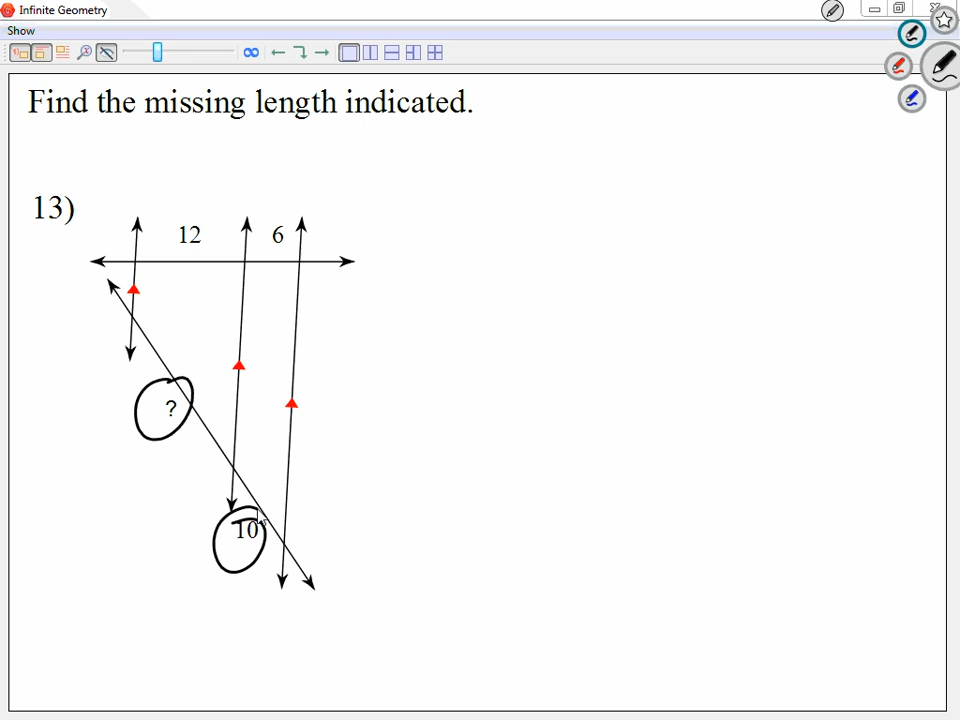 Infinite Geometry
Show
Find the missing length indicated.
13)
12
6
?
10